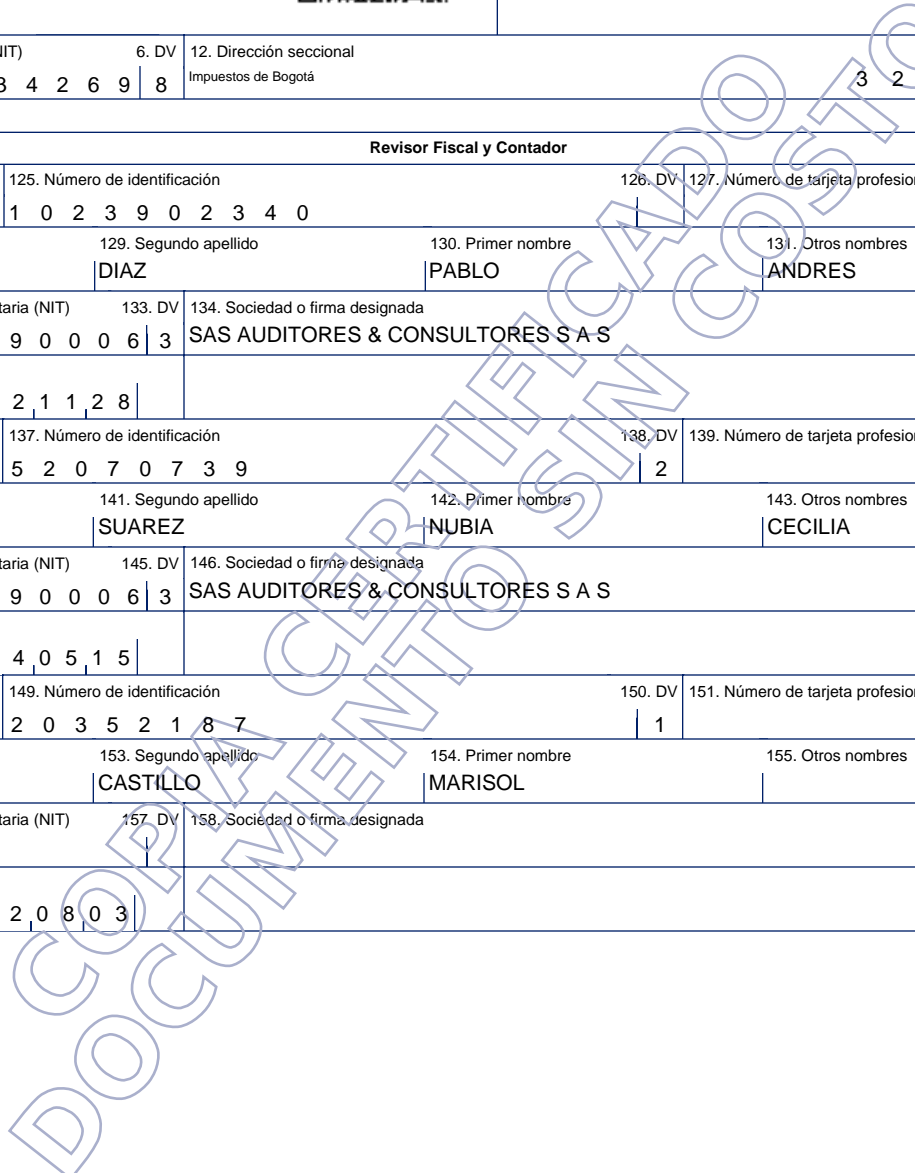 NIT) 6. DV 12. Dirección seccional
3 4 2 6 9 8 Impuestos de Bogotá 3 2
Revisor Fiscal y Contador
125. Número de identificación 126. DV 127. Número de tarjeta profesion
1 0 2 3 9 0 2 3 4 0
129. Segundo apellido 130. Primer nombre 131. Otros nombres
DIAZ PABLO ANDRES
taria (NIT) 133. DV 134. Sociedad o firma designada
9 0 0 0 6 3 SAS AUDITORES & CONSULTORES S A S
2 1 1 2 8
137. Número de identificación 138. DV 139. Número de tarjeta profesion
5 2 0 7 0 7 3 9 2
141. Segundo apellido 142. Primer nombre 143. Otros nombres
SUAREZ NUBIA CECILIA
taria (NIT) 145. DV 146. Sociedad o firma designada
9 0 0 0 6 3 SAS AUDITORES & CONSULTORES S A S
4 0 5 1 5
149. Número de identificación 150. DV 151. Número de tarjeta profesion
2 0 3 5 2 1 8 7 1
153. Segundo apellido 154. Primer nombre 155. Otros nombres
CASTILLO MARISOL
taria (NIT) 157. DV 158. Sociedad o firma designada
2 0 8 0 3
COPIA CERTIFICADO
DOCUMENTO SIN COSTO